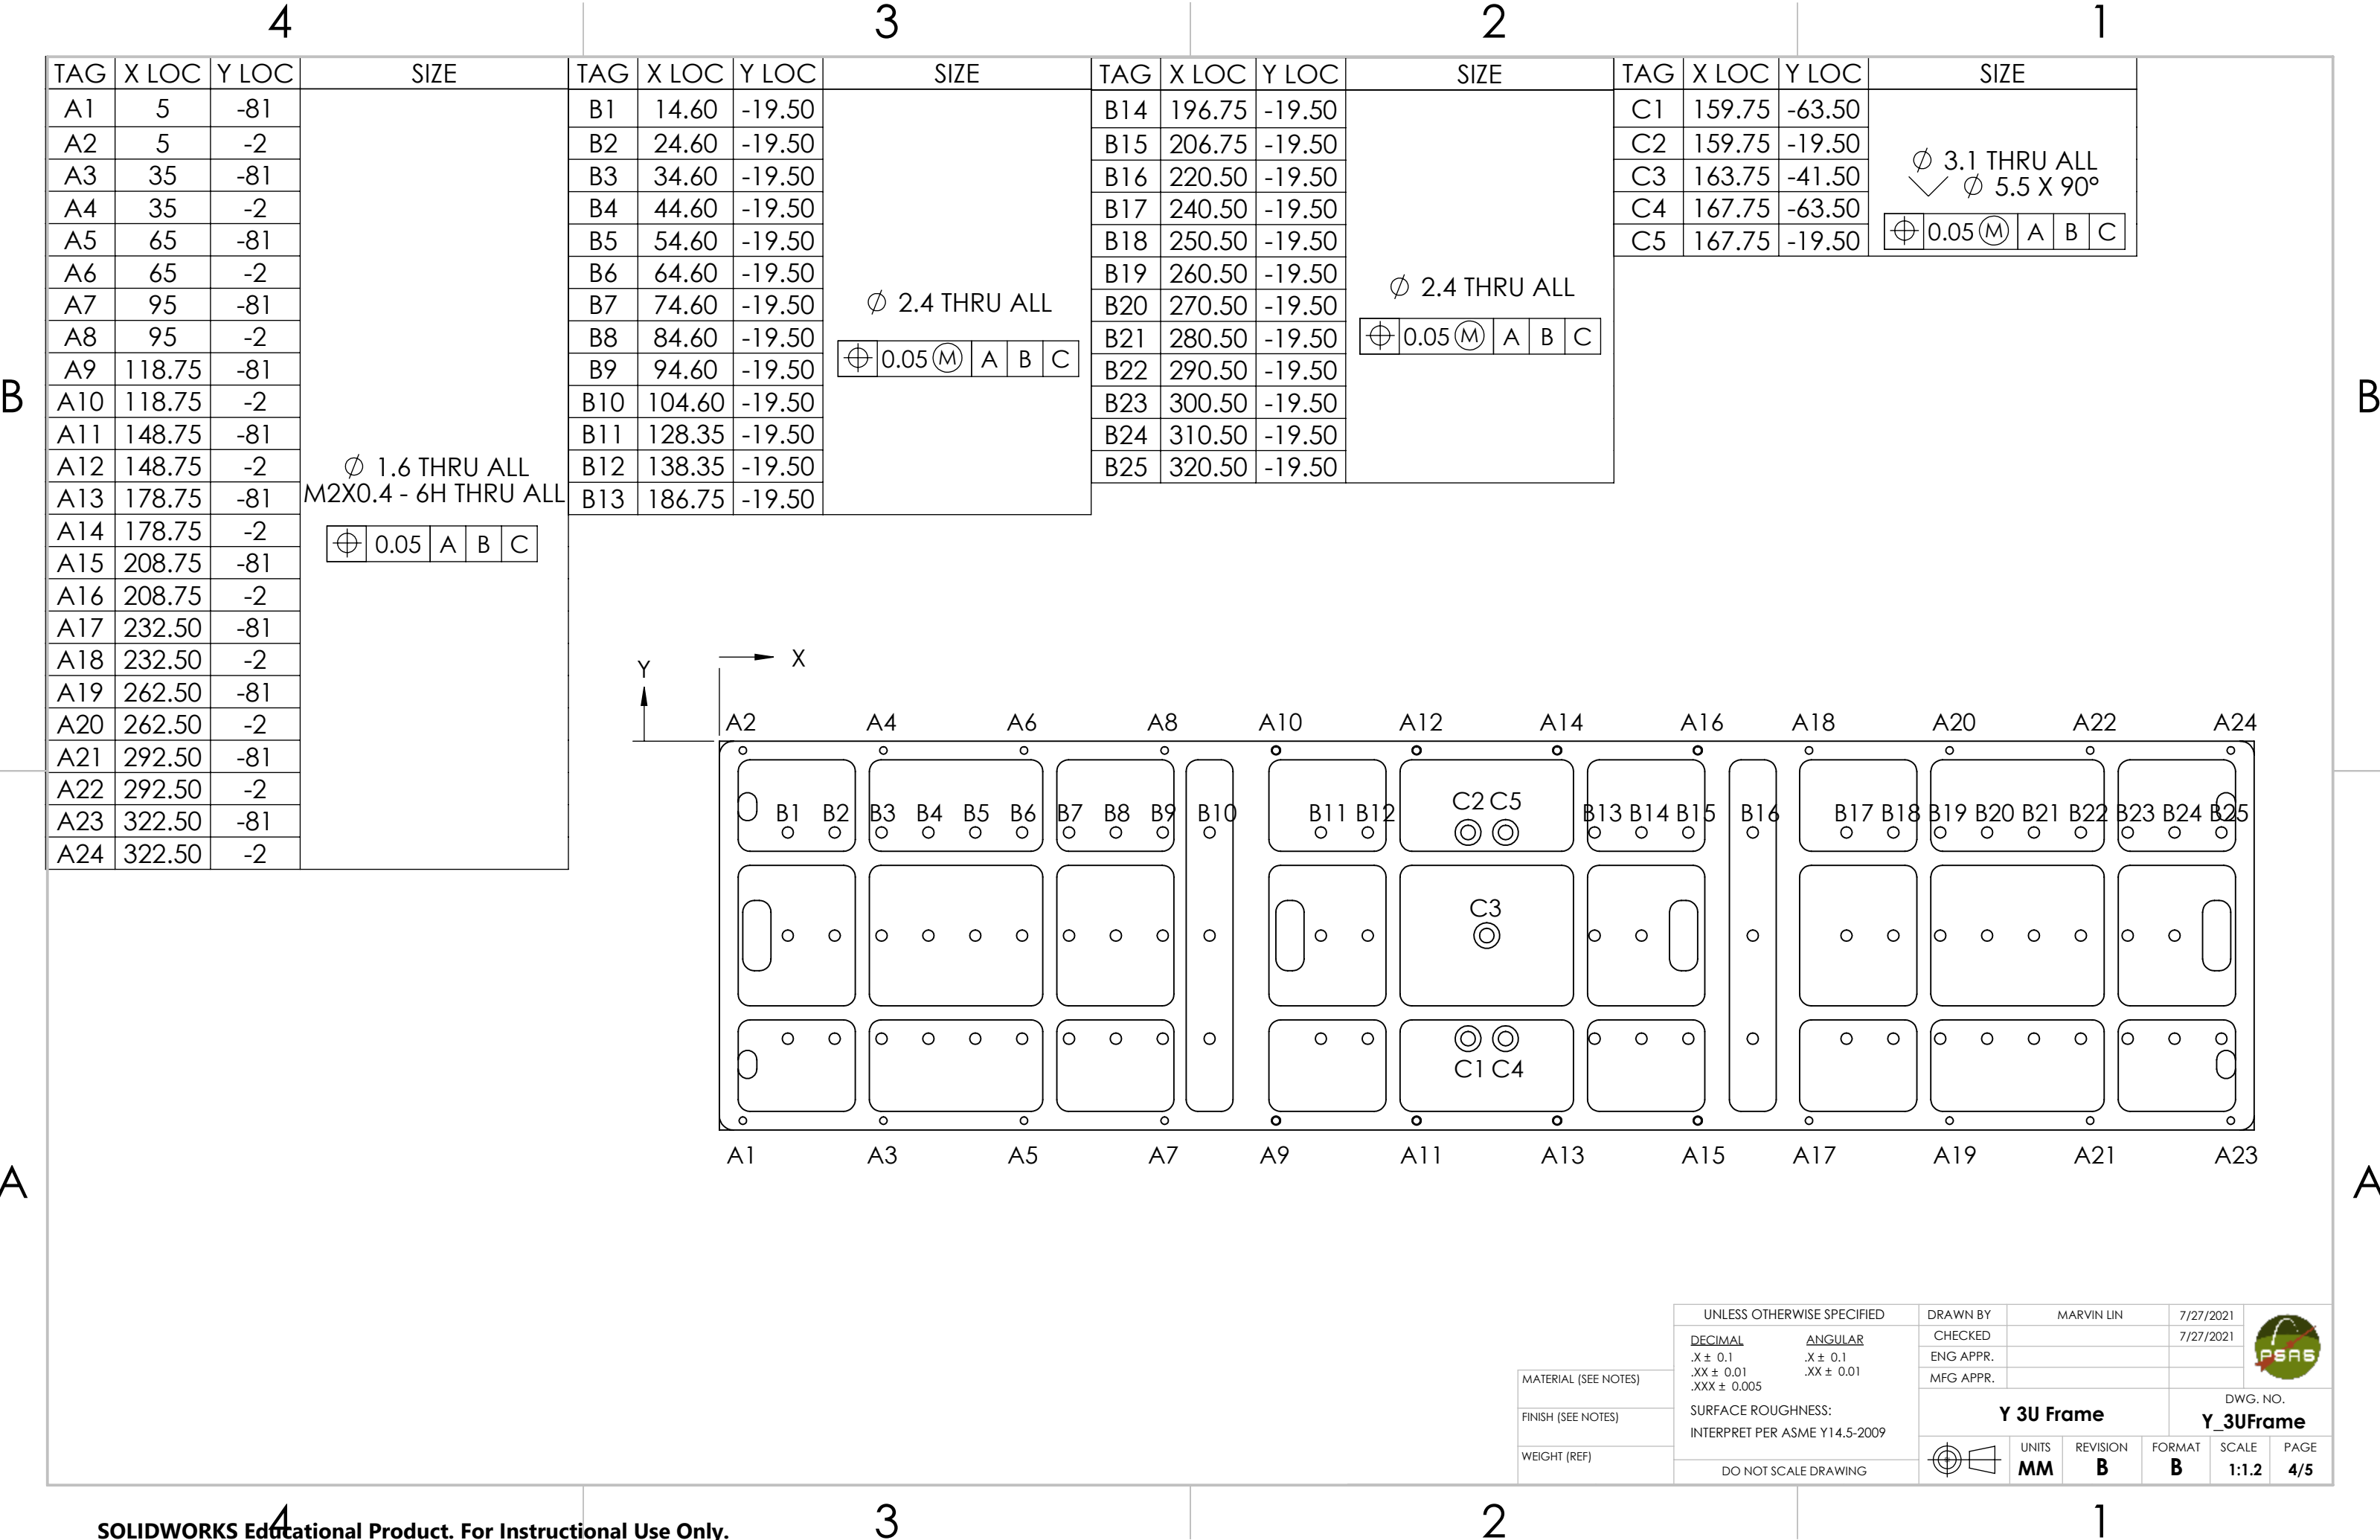 4 3 2 1
TAG X LOC Y LOC SIZE
A1 5 -81
A2 5 -2
A3 35 -81
A4 35 -2
A5 65 -81
A6 65 -2
A7 95 -81
A8 95 -2
A9 118.75 -81
A10 118.75 -2
A11 148.75 -81
A12 148.75 -2
A13 178.75 -81
A14 178.75 -2
A15 208.75 -81
A16 208.75 -2
A17 232.50 -81
A18 232.50 -2
A19 262.50 -81
A20 262.50 -2
A21 292.50 -81
A22 292.50 -2
A23 322.50 -81
A24 322.50 -2
∅ 1.6 THRU ALL
M2X0.4 - 6H THRU ALL
⌖ 0.05 A B C
TAG X LOC Y LOC SIZE
B1 14.60 -19.50
B2 24.60 -19.50
B3 34.60 -19.50
B4 44.60 -19.50
B5 54.60 -19.50
B6 64.60 -19.50
B7 74.60 -19.50
B8 84.60 -19.50
B9 94.60 -19.50
B10 104.60 -19.50
B11 128.35 -19.50
B12 138.35 -19.50
B13 186.75 -19.50
∅ 2.4 THRU ALL
⌖ 0.05 Ⓜ A B C
TAG X LOC Y LOC SIZE
B14 196.75 -19.50
B15 206.75 -19.50
B16 220.50 -19.50
B17 240.50 -19.50
B18 250.50 -19.50
B19 260.50 -19.50
B20 270.50 -19.50
B21 280.50 -19.50
B22 290.50 -19.50
B23 300.50 -19.50
B24 310.50 -19.50
B25 320.50 -19.50
∅ 2.4 THRU ALL
⌖ 0.05 Ⓜ A B C
TAG X LOC Y LOC SIZE
C1 159.75 -63.50
C2 159.75 -19.50
C3 163.75 -41.50
C4 167.75 -63.50
C5 167.75 -19.50
∅ 3.1 THRU ALL
⌵ ∅ 5.5 X 90°
⌖ 0.05 Ⓜ A B C
B B
Y X
A2 A4 A6 A8 A10 A12 A14 A16 A18 A20 A22 A24
C2 C5
B1 B2 B3 B4 B5 B6 B7 B8 B9 B10 B11 B12 B13 B14 B15 B16 B17 B18 B19 B20 B21 B22 B23 B24 B25
C3
C1 C4
A1 A3 A5 A7 A9 A11 A13 A15 A17 A19 A21 A23
A A
MATERIAL (SEE NOTES)
FINISH (SEE NOTES)
WEIGHT (REF)
UNLESS OTHERWISE SPECIFIED
DECIMAL ANGULAR
.X ± 0.1 .X ± 0.1
.XX ± 0.01 .XX ± 0.01
.XXX ± 0.005
SURFACE ROUGHNESS:
INTERPRET PER ASME Y14.5-2009
DO NOT SCALE DRAWING
DRAWN BY MARVIN LIN 7/27/2021
CHECKED 7/27/2021
ENG APPR.
MFG APPR.
PSAS
Y 3U Frame
DWG. NO.
Y_3UFrame
UNITS REVISION FORMAT SCALE PAGE
MM B B 1:1.2 4/5
4 3 2 1
SOLIDWORKS Educational Product. For Instructional Use Only.